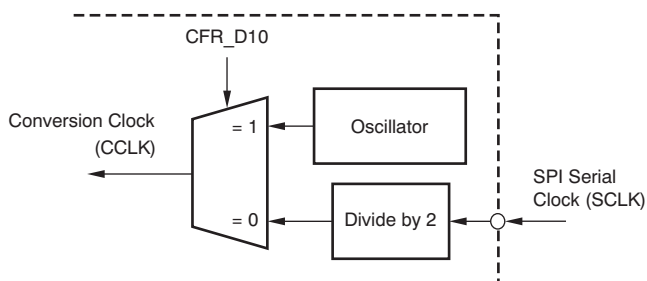 CFR_D10
Conversion Clock
(CCLK)
= 1
Oscillator
SPI Serial
Clock (SCLK)
= 0
Divide by 2